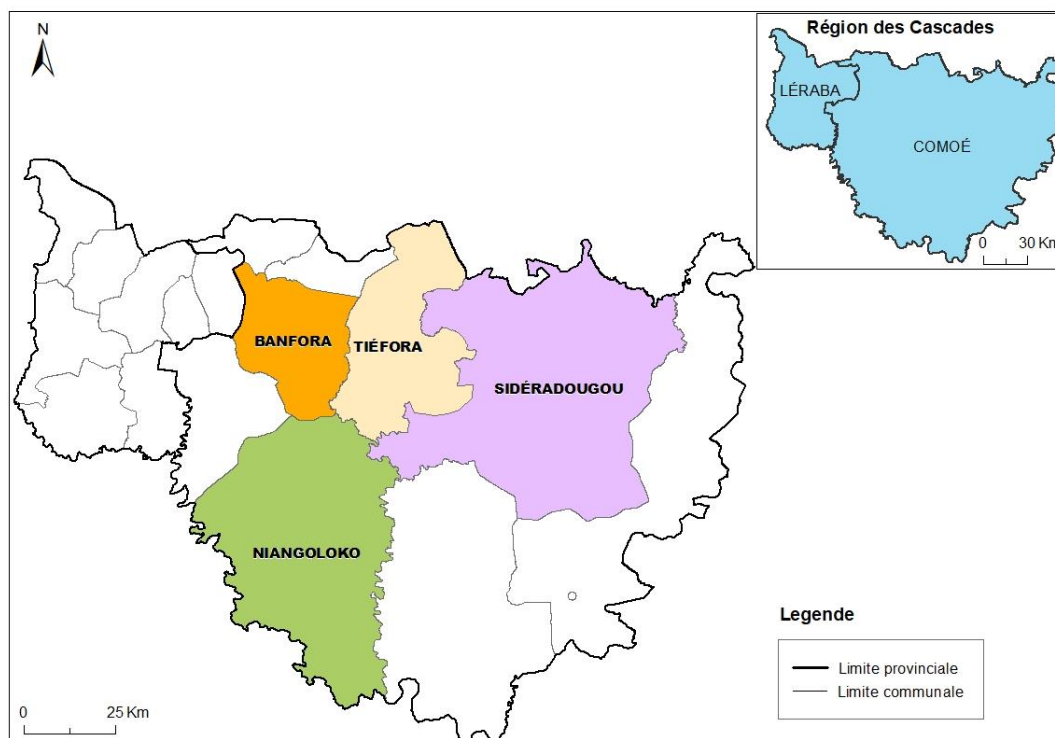 N
Région des Cascades
LÉRABA
COMOÉ
0 30 Km
BANFORA
TIÉFORA
SIDÉRADOUGOU
NIANGOLOKO
Legende
Limite provinciale
Limite communale
0 25 Km